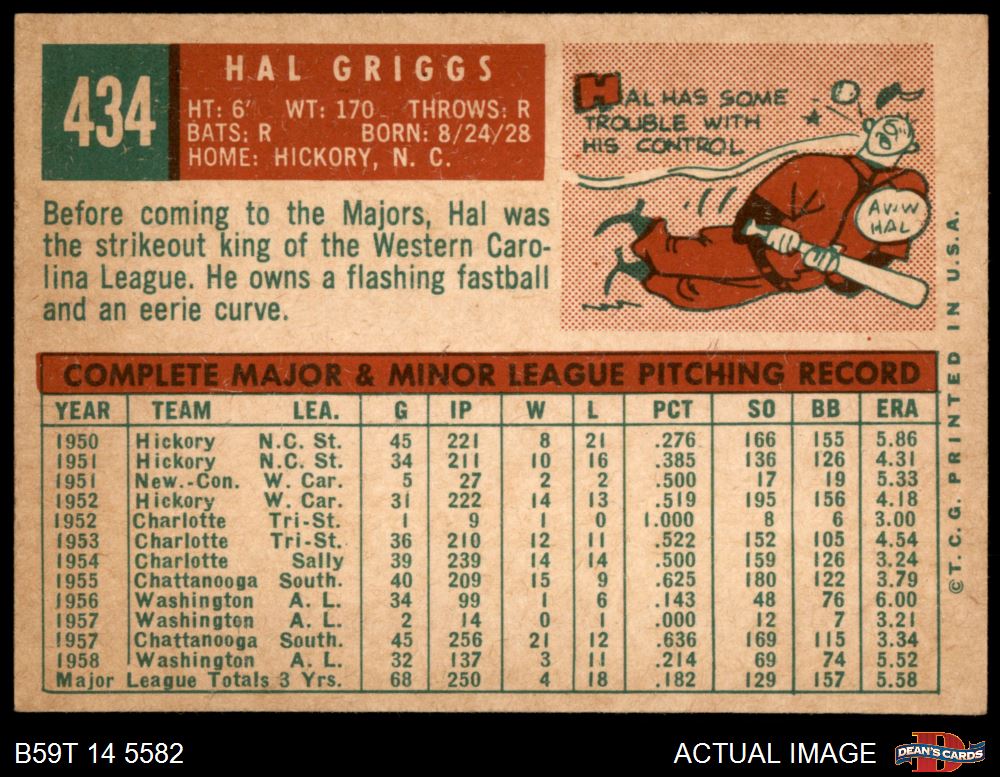 434
HAL GRIGGS
HT: 6' WT: 170 THROWS: R
BATS: R BORN: 8/24/28
HOME: HICKORY, N. C.
HAL HAS SOME
TROUBLE WITH
HIS CONTROL
AWW
HAL
Before coming to the Majors, Hal was
the strikeout king of the Western Caro-
lina League. He owns a flashing fastball
and an eerie curve.
COMPLETE MAJOR & MINOR LEAGUE PITCHING RECORD
YEAR TEAM LEA. G IP W L PCT SO BB ERA
1950 Hickory N.C. St. 45 221 8 21 .276 166 155 5.86
1951 Hickory N.C. St. 34 211 10 16 .385 136 126 4.31
1951 New.-Con. W. Car. 5 27 2 2 .500 17 19 5.33
1952 Hickory W. Car. 31 222 14 13 .519 195 156 4.18
1952 Charlotte Tri-St. 1 9 1 0 1.000 8 6 3.00
1953 Charlotte Tri-St. 36 210 12 11 .522 152 105 4.54
1954 Charlotte Sally 39 239 14 14 .500 159 126 3.24
1955 Chattanooga South. 40 209 15 9 .625 180 122 3.79
1956 Washington A. L. 34 99 1 6 .143 48 76 6.00
1957 Washington A. L. 2 14 0 1 .000 12 7 3.21
1957 Chattanooga South. 45 256 21 12 .636 169 115 3.34
1958 Washington A. L. 32 137 3 11 .214 69 74 5.52
Major League Totals 3 Yrs. 68 250 4 18 .182 129 157 5.58
©T.C.G. PRINTED IN U.S.A.
B59T 14 5582
ACTUAL IMAGE
D
DEAN'S CARDS